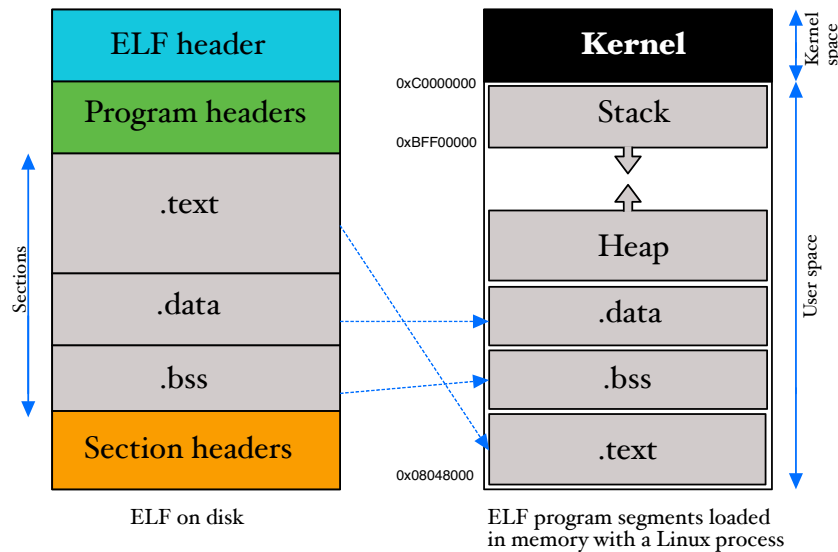 ELF header
Program headers
.text
.data
.bss
Section headers
Sections
ELF on disk
Kernel
0xC0000000
Stack
0xBFF00000
Heap
.data
.bss
.text
0x08048000
Kernel
space
User space
ELF program segments loaded
in memory with a Linux process